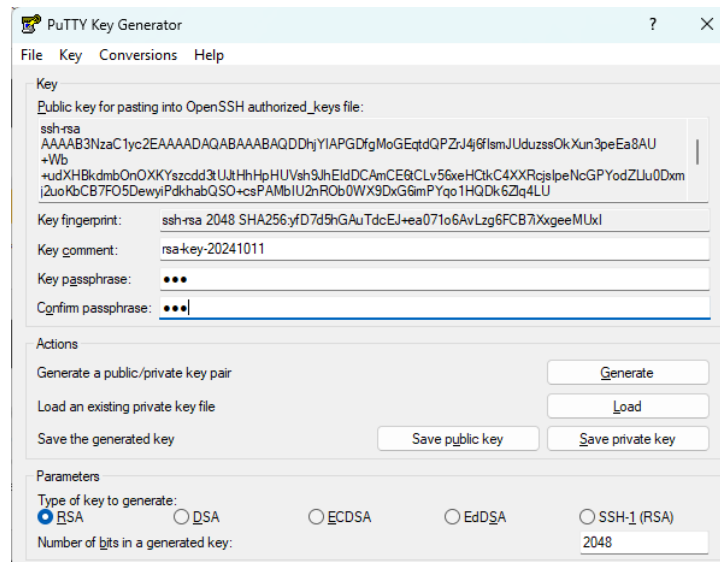 PuTTY Key Generator
File Key Conversions Help
Key
Public key for pasting into OpenSSH authorized_keys file:
ssh-rsa
AAAAB3NzaC1yc2EAAAADAQABAAABAQDDhjYIAPGDfgMoGEqtdQPZrJ4j6flsmJUduzssOkXun3peEa8AU
+Wb
+udXHBkdmbOnOXKYszcdd3tUJtHhHpHUVsh9JhEldDCAmCE6tCLv56xeHCtkC4XXRcjslpeNcGPYodZLlu0Dxm
j2uoKbCB7FO5DewyiPdkhabQSO+csPAMbIU2nROb0WX9DxG6imPYqo1HQDk6Zlq4LU
Key fingerprint: ssh-rsa 2048 SHA256:yfD7d5hGAuTdcEJ+ea071o6AvLzg6FCB7iXxgeeMUxI
Key comment: rsa-key-20241011
Key passphrase: ●●●
Confirm passphrase: ●●●
Actions
Generate a public/private key pair Generate
Load an existing private key file Load
Save the generated key Save public key Save private key
Parameters
Type of key to generate:
RSA DSA ECDSA EdDSA SSH-1 (RSA)
Number of bits in a generated key: 2048